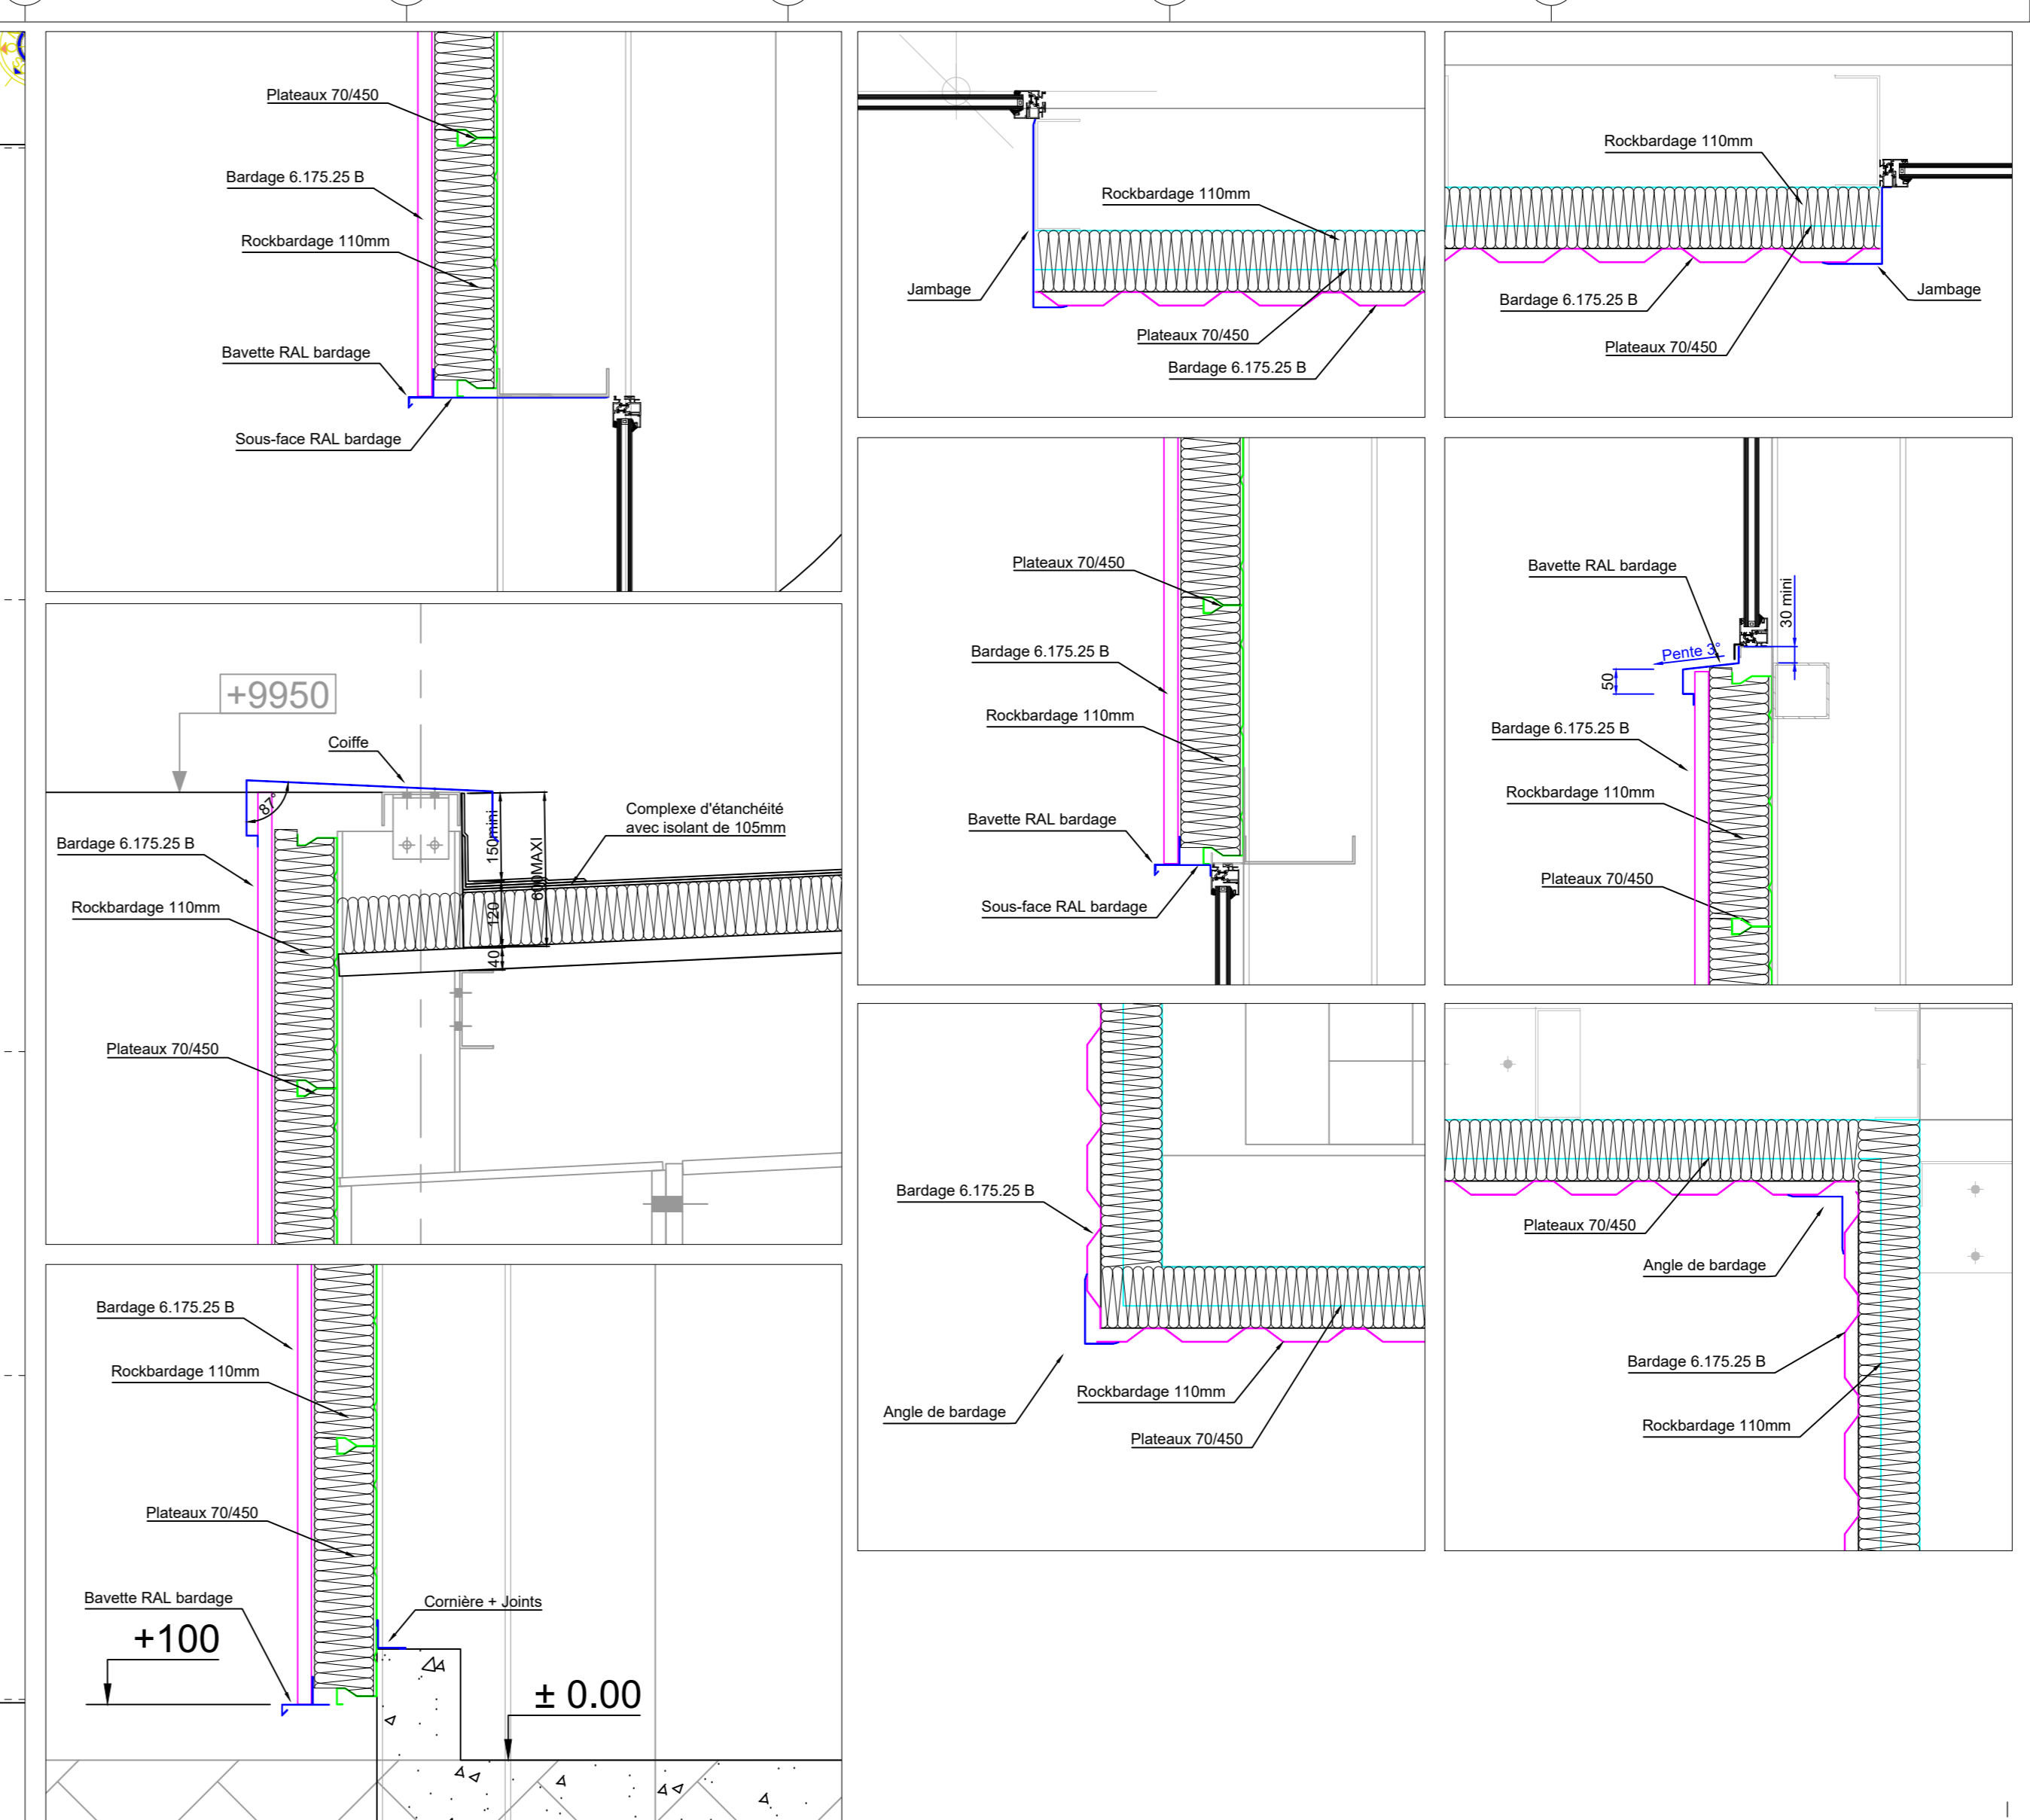 Plateaux 70/450
Bardage 6.175.25 B
Rockbardage 110mm
Bavette RAL bardage
Sous-face RAL bardage
Rockbardage 110mm
Jambage
Plateaux 70/450
Bardage 6.175.25 B
Rockbardage 110mm
Bardage 6.175.25 B
Jambage
Plateaux 70/450
+9950
Coiffe
87°
150mini
600MAXI
120
40
Complexe d'étanchéité
avec isolant de 105mm
Bardage 6.175.25 B
Rockbardage 110mm
Plateaux 70/450
Plateaux 70/450
Bardage 6.175.25 B
Rockbardage 110mm
Bavette RAL bardage
Sous-face RAL bardage
Bavette RAL bardage
30 mini
Pente 3°
50
Bardage 6.175.25 B
Rockbardage 110mm
Plateaux 70/450
Bardage 6.175.25 B
Rockbardage 110mm
Angle de bardage
Plateaux 70/450
Plateaux 70/450
Angle de bardage
Bardage 6.175.25 B
Rockbardage 110mm
Bardage 6.175.25 B
Rockbardage 110mm
Plateaux 70/450
Bavette RAL bardage
+100
Cornière + Joints
± 0.00